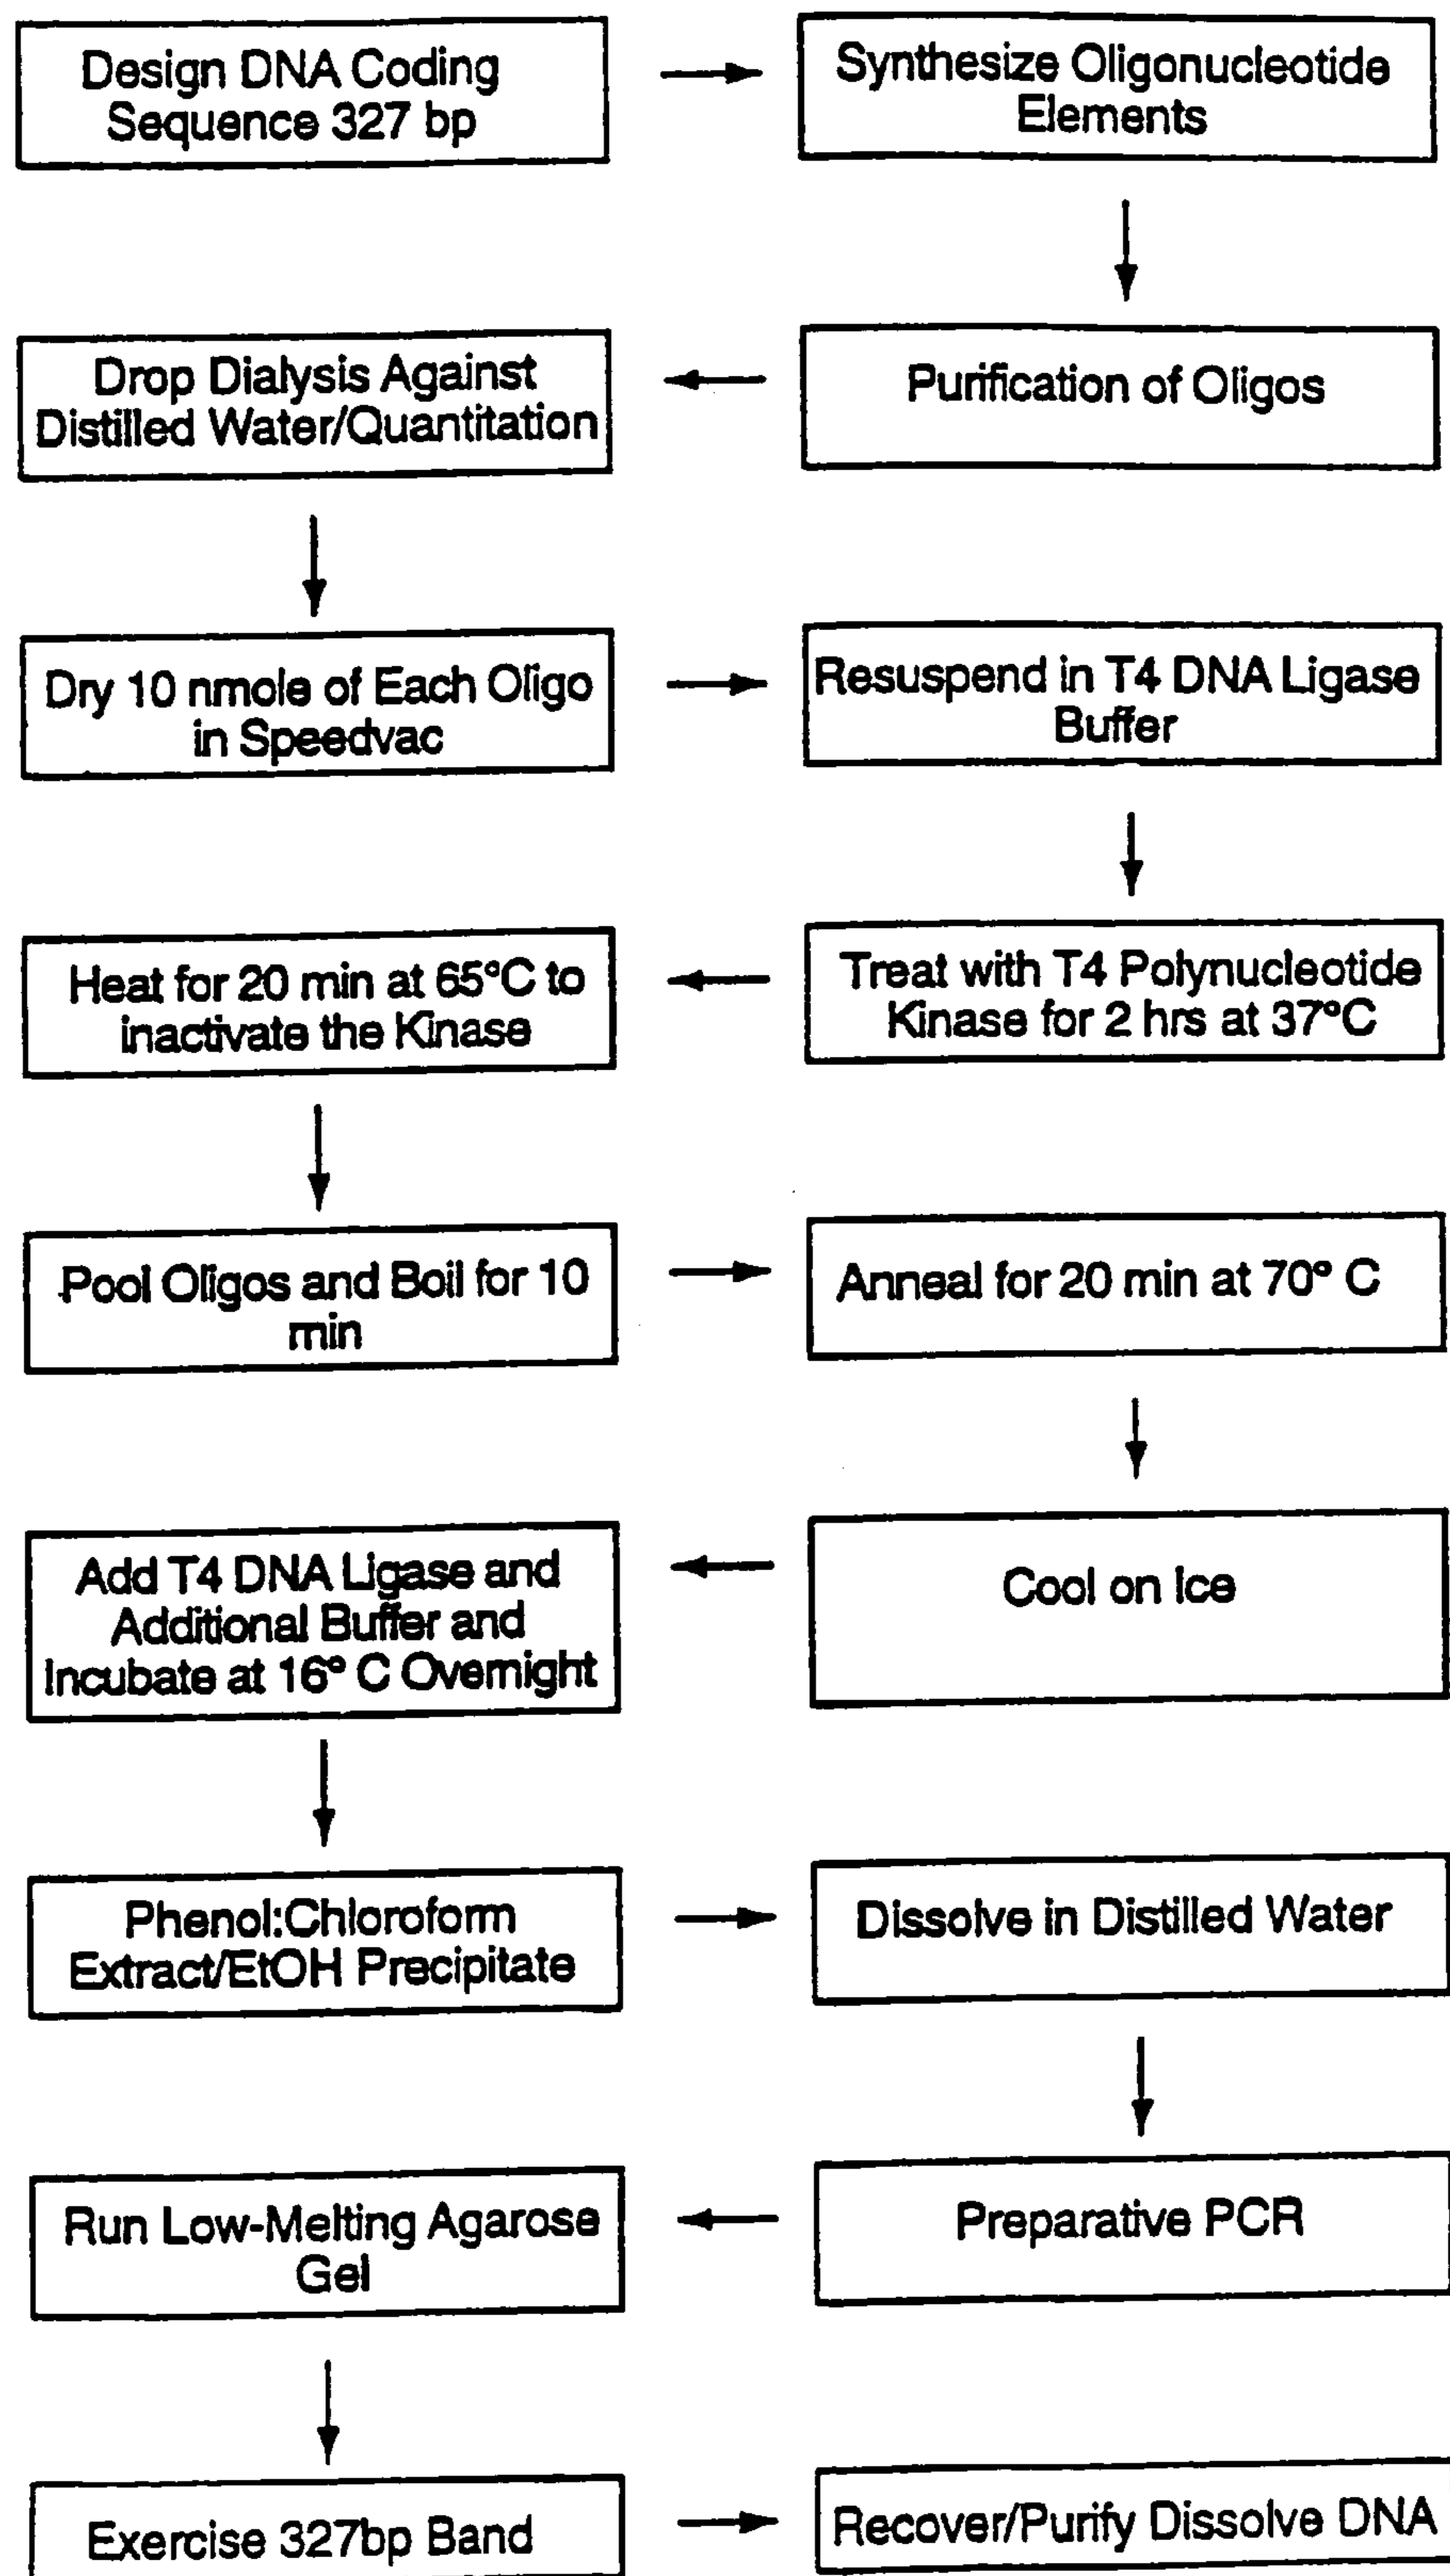 Design DNA Coding
Sequence 327 bp
Synthesize Oligonucleotide
Elements
Purification of Oligos
Drop Dialysis Against
Distilled Water/Quantitation
Dry 10 nmole of Each Oligo
in Speedvac
Resuspend in T4 DNA Ligase
Buffer
Treat with T4 Polynucleotide
Kinase for 2 hrs at 37°C
Heat for 20 min at 65°C to
inactivate the Kinase
Pool Oligos and Boil for 10
min
Anneal for 20 min at 70° C
Cool on Ice
Add T4 DNA Ligase and
Additional Buffer and
Incubate at 16° C Overnight
Phenol:Chloroform
Extract/EtOH Precipitate
Dissolve in Distilled Water
Preparative PCR
Run Low-Melting Agarose
Gel
Exercise 327bp Band
Recover/Purify Dissolve DNA